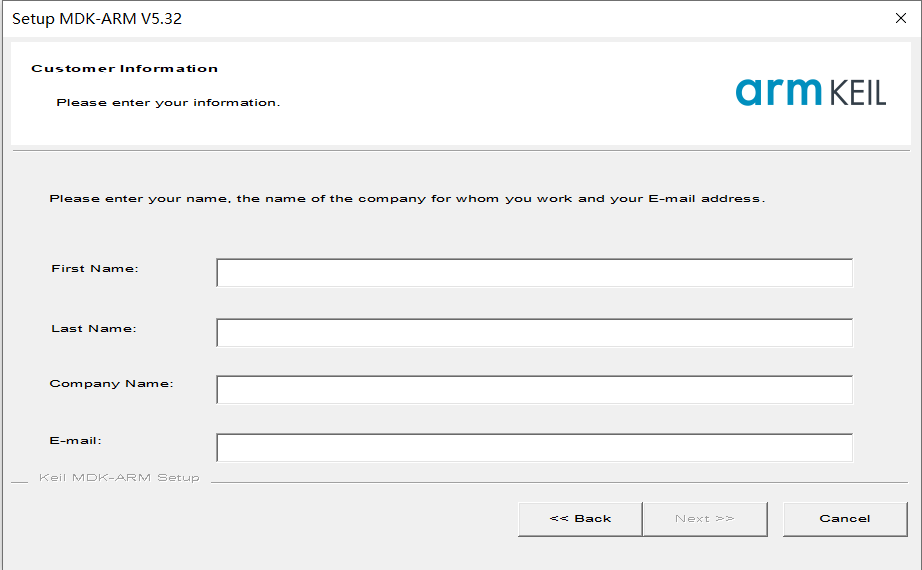 Setup MDK-ARM V5.32
Customer Information
Please enter your information.
arm KEIL
Please enter your name, the name of the company for whom you work and your E-mail address.
First Name:
Last Name:
Company Name:
E-mail:
Keil MDK-ARM Setup
<< Back
Next >>
Cancel